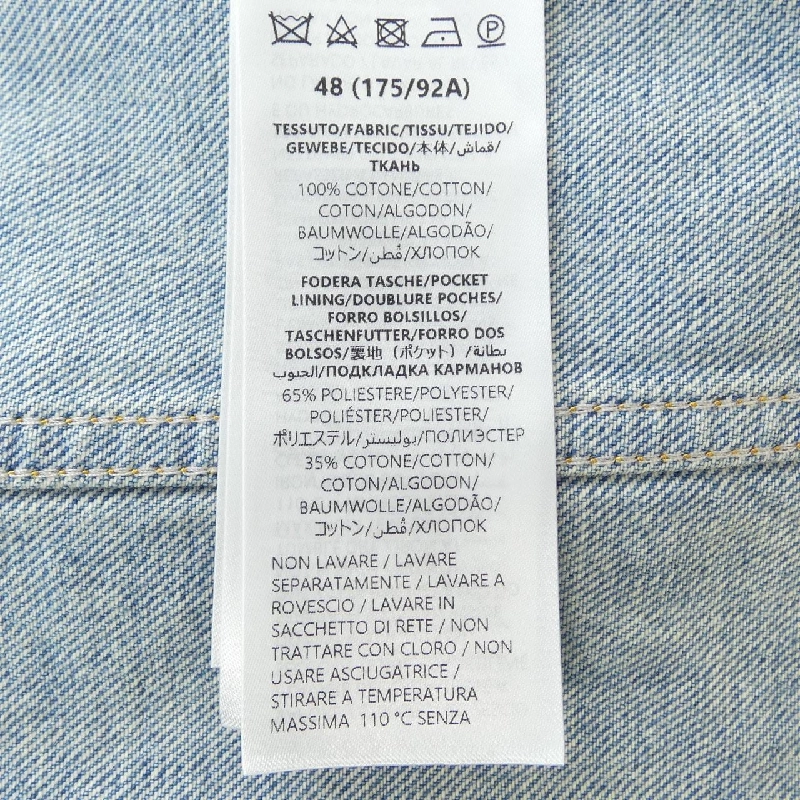 48 (175/92A)
TESSUTO/FABRIC/TISSU/TEJIDO/
GEWEBE/TECIDO/本体/قماش/
ТКАНЬ
100% COTONE/COTTON/
COTON/ALGODON/
BAUMWOLLE/ALGODÃO/
コットン/قُطن/ХЛОПОК
FODERA TASCHE/POCKET
LINING/DOUBLURE POCHES/
FORRO BOLSILLOS/
TASCHENFUTTER/FORRO DOS
BOLSOS/裏地（ポケット）/بطانة
الجيوب/ПОДКЛАДКА КАРМАНОВ
65% POLIESTERE/POLYESTER/
POLIÉSTER/POLIESTER/
ポリエステル/بوليستر/ПОЛИЭСТЕР
35% COTONE/COTTON/
COTON/ALGODON/
BAUMWOLLE/ALGODÃO/
コットン/قُطن/ХЛОПОК
NON LAVARE / LAVARE
SEPARATAMENTE / LAVARE A
ROVESCIO / LAVARE IN
SACCHETTO DI RETE / NON
TRATTARE CON CLORO / NON
USARE ASCIUGATRICE /
STIRARE A TEMPERATURA
MASSIMA 110 °C SENZA